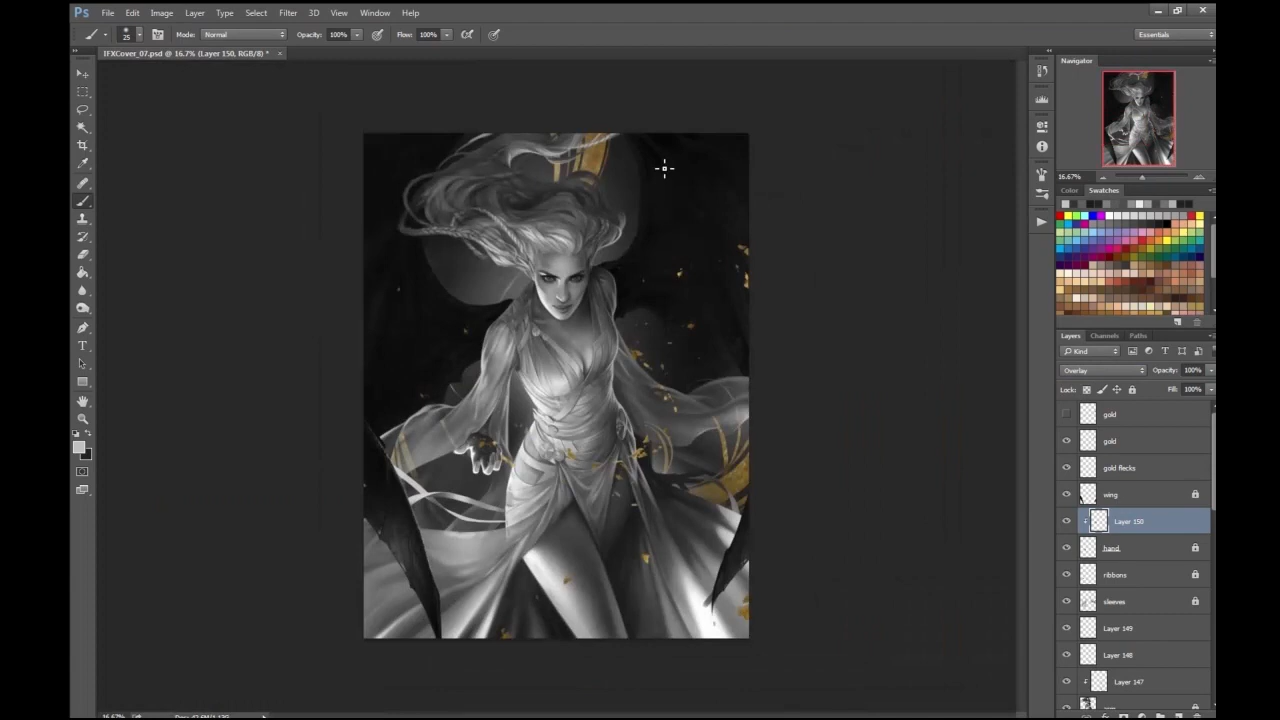 Ps File Edit Image Layer Type Select Filter 3D View Window Help
25 Mode: Normal Opacity: 100% Flow: 100% Essentials
IFXCover_07.psd @ 16.7% (Layer 150, RGB/8) * ×
Navigator
16.67%
Color Swatches
Layers Channels Paths
Kind
Overlay Opacity: 100%
Lock: Fill: 100%
gold
gold
gold flecks
wing
Layer 150
hand
ribbons
sleeves
Layer 149
Layer 148
Layer 147
16.67%